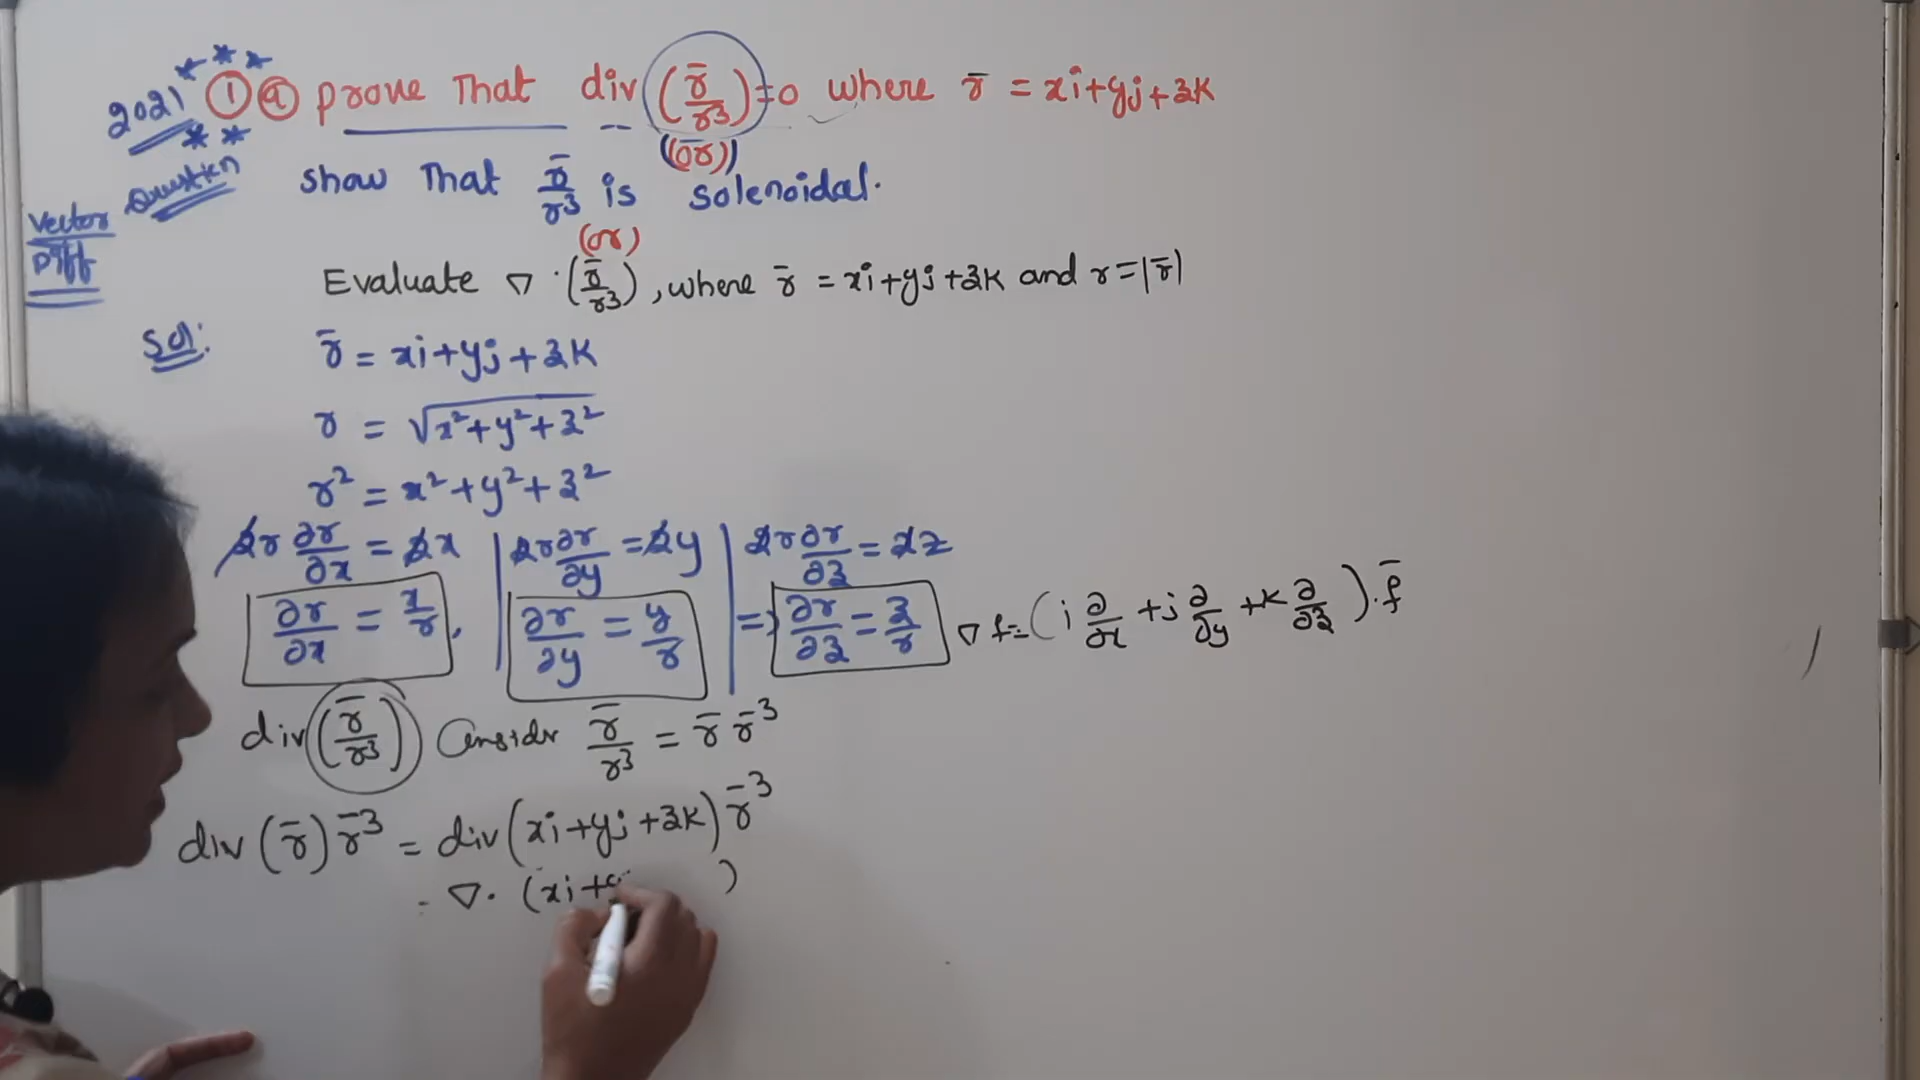 2021 ① ⓐ prove That div (r̄/r³) = 0 where r̄ = xi+yj+zk
(or)
Question
show That r̄/r³ is solenoidal.
Vector Diff
(or)
Evaluate ∇ · (r̄/r³), where r̄ = xi+yj+zk and r = |r̄|
Sol: r̄ = xi+yj+zk
r = √x²+y²+z²
r² = x²+y²+z²
2r ∂r/∂x = 2x | 2r ∂r/∂y = 2y | 2r ∂r/∂z = 2z
∂r/∂x = x/r, | ∂r/∂y = y/r | => ∂r/∂z = z/r
∇ f = (i ∂/∂x + j ∂/∂y + k ∂/∂z) · f̄
div (r̄/r³) Consider r̄/r³ = r̄ r⁻³
div (r̄) r⁻³ = div (xi+yj+zk) r⁻³
= ∇ · (xi+y )